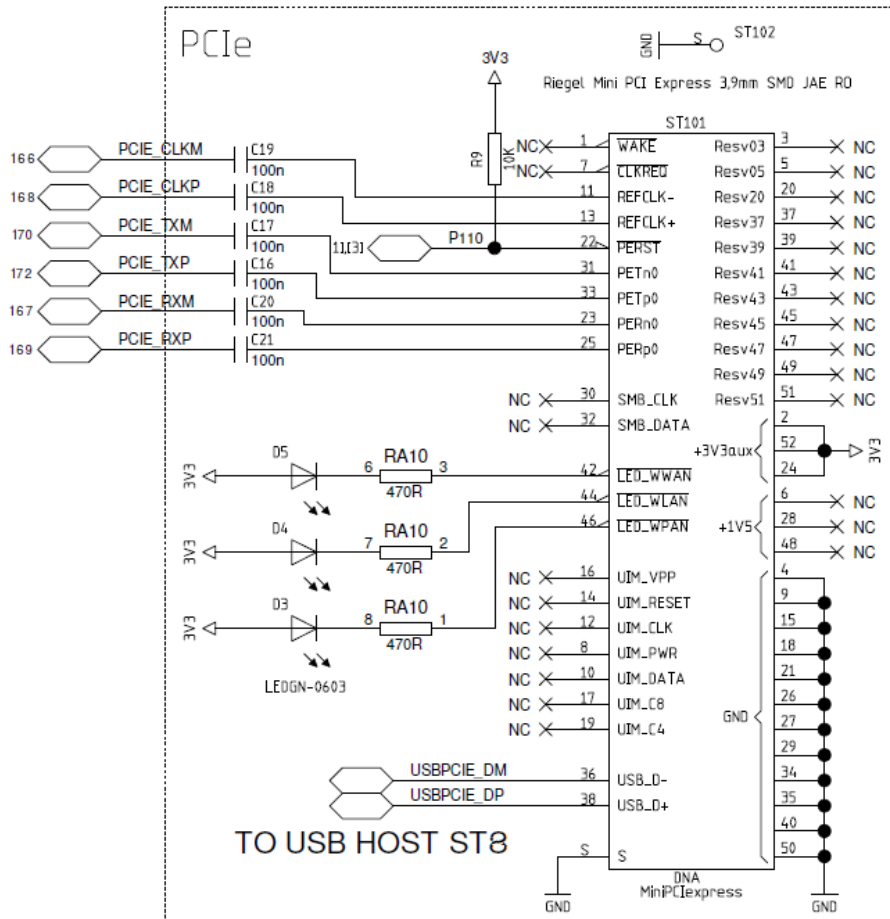 PCIe
GND S ST102
3V3
Riegel Mini PCI Express 3,9mm SMD JAE RO
ST101
R9 10K
166 PCIE_CLKM C19 100n
168 PCIE_CLKP C18 100n
170 PCIE_TXM C17 100n
172 PCIE_TXP C16 100n
167 PCIE_RXM C20 100n
169 PCIE_RXP C21 100n
1],[3] P110
NC 1 WAKE
NC 7 CLKREQ
11 REFCLK-
13 REFCLK+
22 PERST
31 PETn0
33 PETp0
23 PERn0
25 PERp0
NC 30 SMB_CLK
NC 32 SMB_DATA
3V3 D5 6 RA10 3 470R 42 LED_WWAN
3V3 D4 7 RA10 2 470R 44 LED_WLAN
3V3 D3 8 RA10 1 470R 46 LED_WPAN
LEDGN-0603
NC 16 UIM_VPP
NC 14 UIM_RESET
NC 12 UIM_CLK
NC 8 UIM_PWR
NC 10 UIM_DATA
NC 17 UIM_C8
NC 19 UIM_C4
USBPCIE_DM 36 USB_D-
USBPCIE_DP 38 USB_D+
TO USB HOST ST8
S S
GND
Resv03 3 NC
Resv05 5 NC
Resv20 20 NC
Resv37 37 NC
Resv39 39 NC
Resv41 41 NC
Resv43 43 NC
Resv45 45 NC
Resv47 47 NC
Resv49 49 NC
Resv51 51 NC
2
+3V3aux 52 3V3
24
6 NC
+1V5 28 NC
48 NC
4
9
15
18
21
26
GND 27
29
34
35
40
50
GND
DNA
MiniPCIexpress